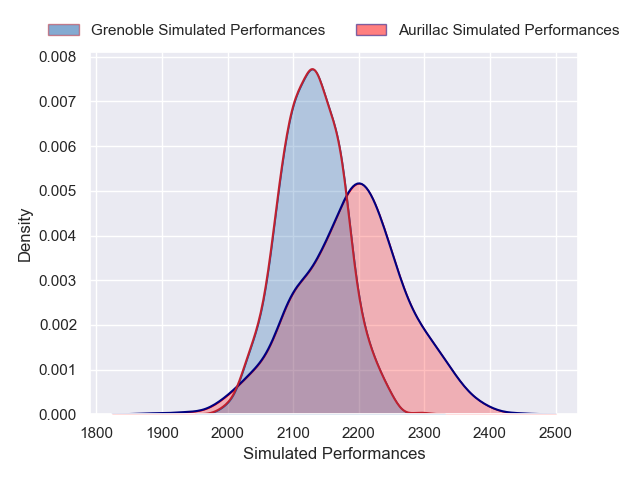 Grenoble Simulated Performances
Aurillac Simulated Performances
0.008
0.007
0.006
0.005
0.004
0.003
0.002
0.001
0.000
Density
1800 1900 2000 2100 2200 2300 2400 2500
Simulated Performances